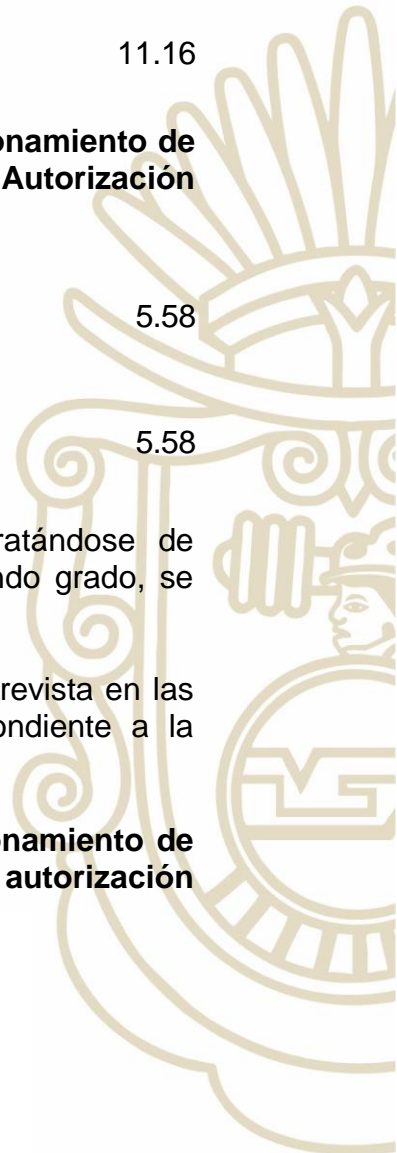 11.16
onamiento de
Autorización
5.58
5.58
ratándose de
ndo grado, se
revista en las
ondiente a la
onamiento de
autorización